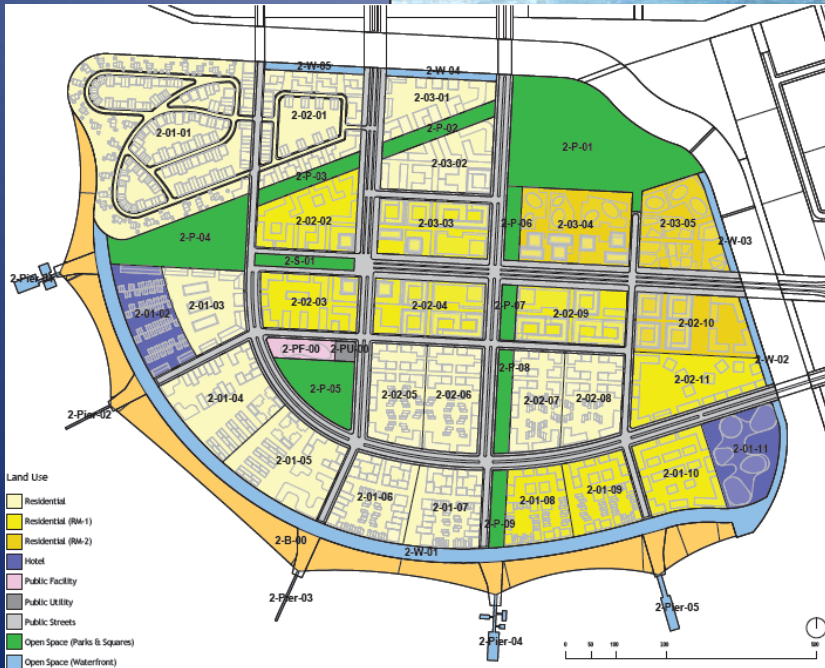 2-W-05
2-W-04
2-03-01
2-01-01
2-02-01
2-P-02
2-P-01
2-03-02
2-P-03
2-02-02
2-03-03
2-P-06
2-03-04
2-03-05
2-P-04
2-W-03
2-S-01
2-01-02
2-01-03
2-02-03
2-02-04
2-P-07
2-02-09
2-02-10
2-PF-00
2-PU-00
2-W-02
2-P-08
2-02-11
2-P-05
2-01-04
2-02-05
2-02-06
2-02-07
2-02-08
2-Pier-02
2-01-05
2-01-11
2-01-10
2-01-06
2-01-07
2-01-08
2-01-09
2-P-09
2-B-00
2-W-01
2-Pier-03
2-Pier-05
2-Pier-04
Land Use
Residential
Residential (RM-1)
Residential (RM-2)
Hotel
Public Facility
Public Utility
Public Streets
Open Space (Parks & Squares)
Open Space (Waterfront)
0 50 100 200 500